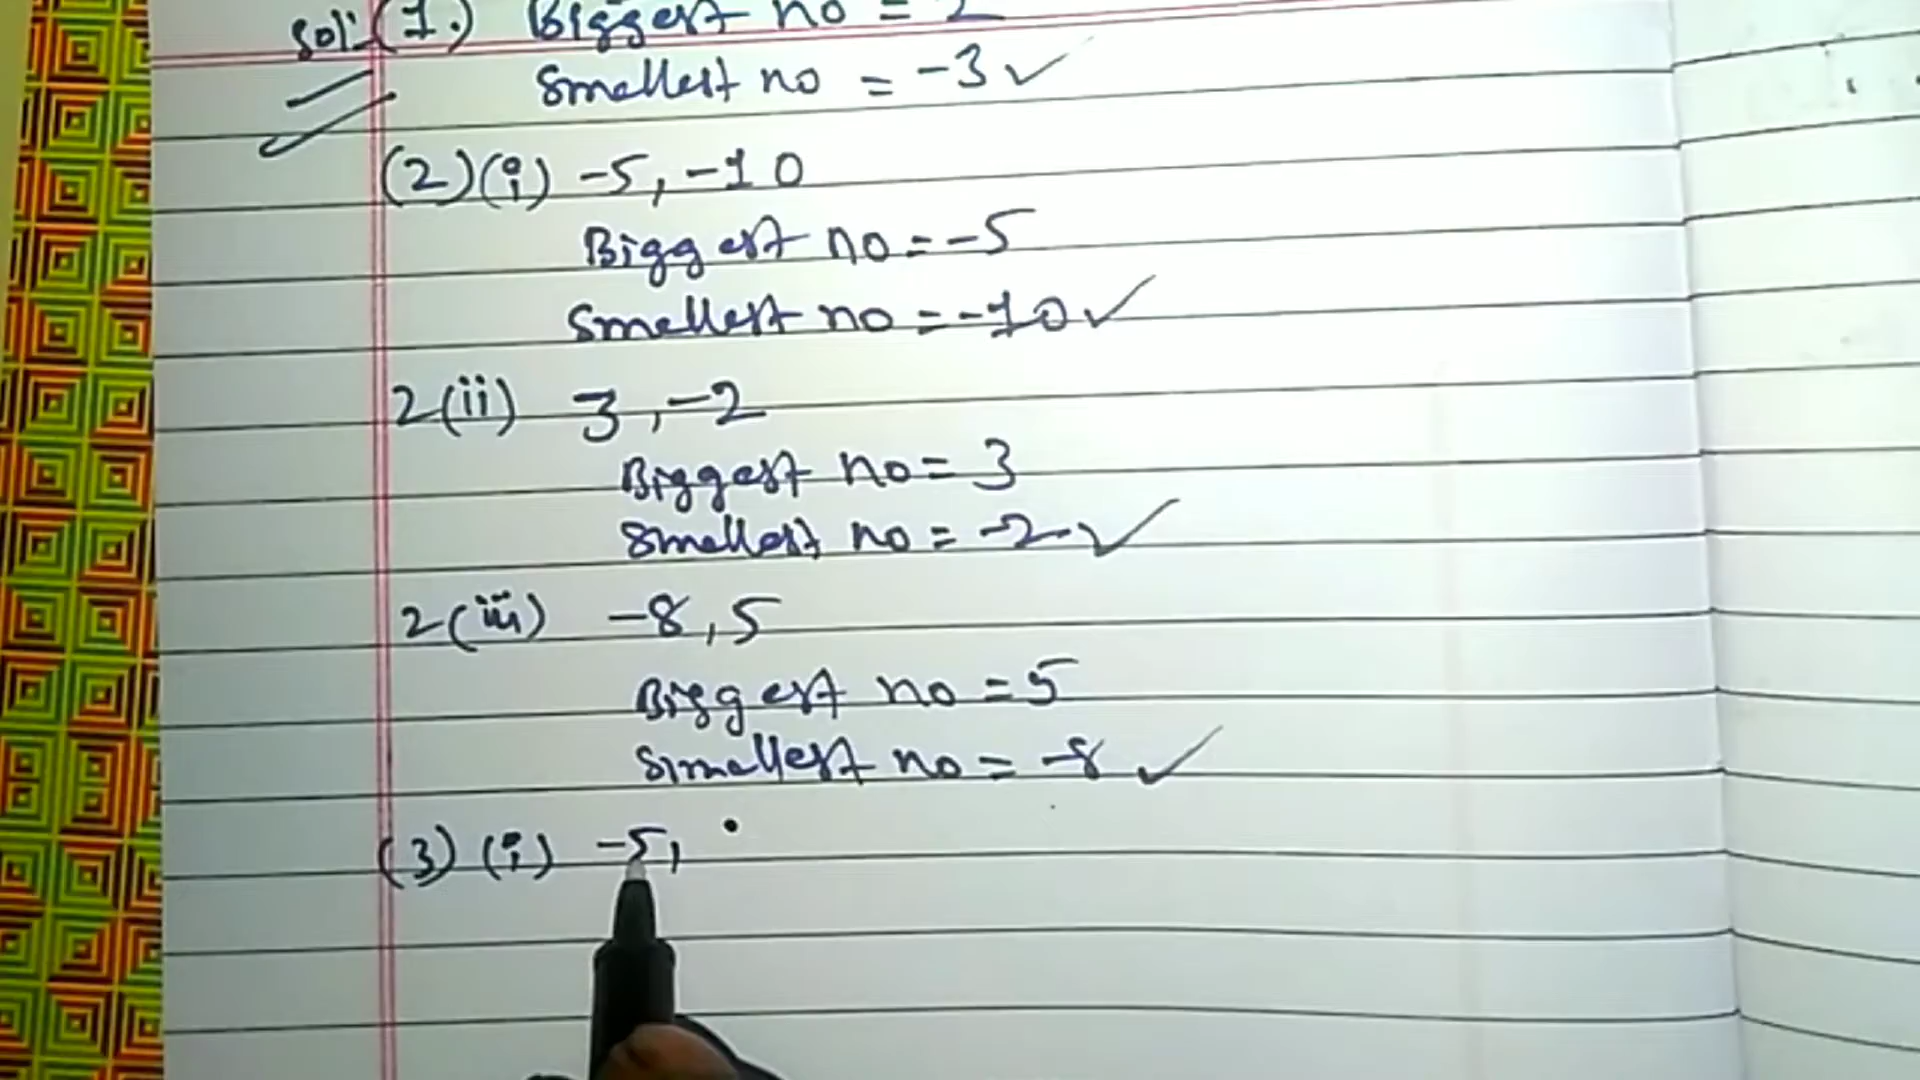 Sol: (1.) Biggest no = 2
Smallest no = -3 ✓
(2)(i) -5, -10
Biggest no = -5
Smallest no = -10 ✓
2(ii) 3, -2
Biggest no = 3
Smallest no = -2 ✓
2(iii) -8, 5
Biggest no = 5
Smallest no = -8 ✓
(3) (i) -5,